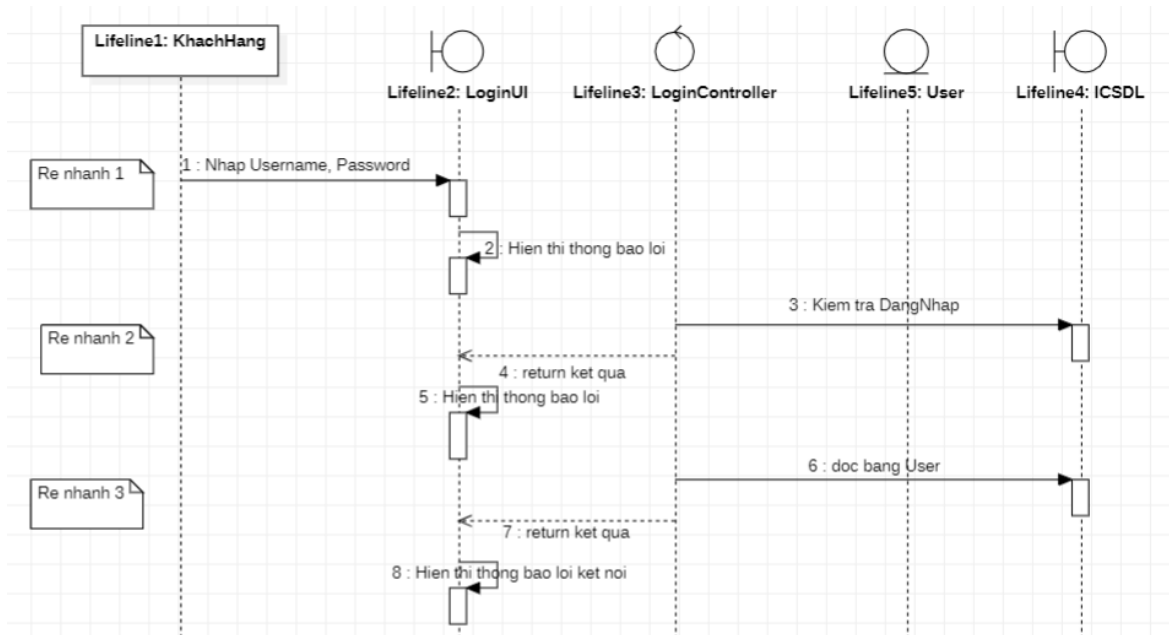 Lifeline1: KhachHang
Lifeline2: LoginUI
Lifeline3: LoginController
Lifeline5: User
Lifeline4: ICSDL
Re nhanh 1
1 : Nhap Username, Password
2 : Hien thi thong bao loi
3 : Kiem tra DangNhap
Re nhanh 2
4 : return ket qua
5 : Hien thi thong bao loi
6 : doc bang User
Re nhanh 3
7 : return ket qua
8 : Hien thi thong bao loi ket noi